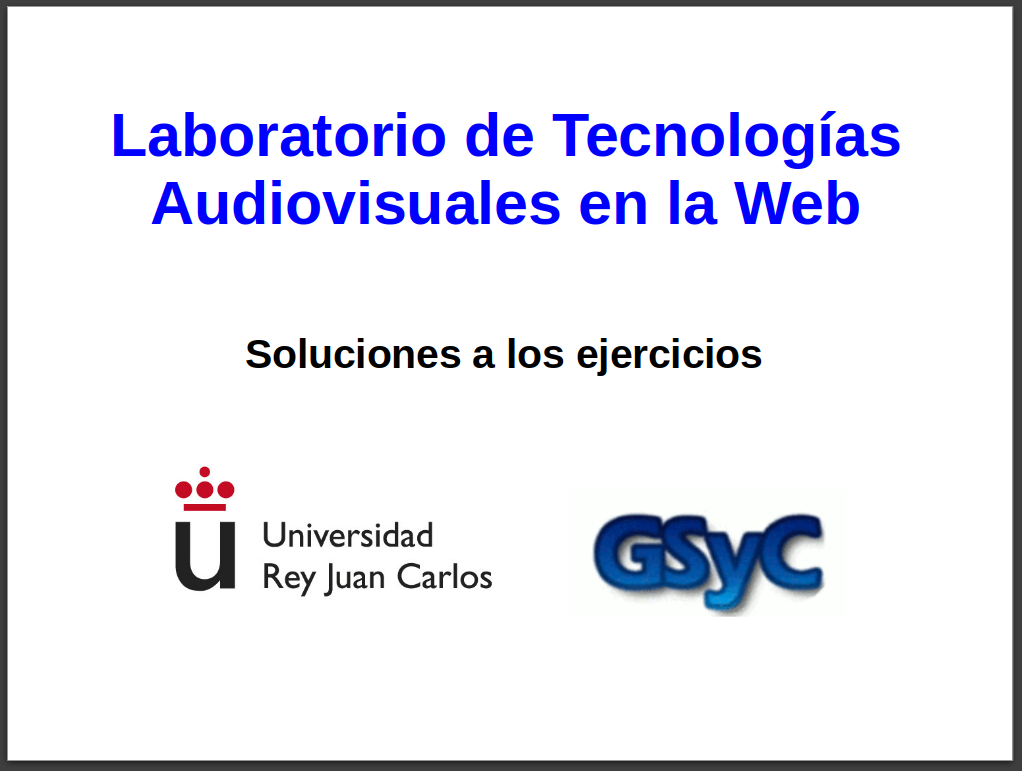 Laboratorio de Tecnologías
Audiovisuales en la Web
Soluciones a los ejercicios
u
Universidad
Rey Juan Carlos
GSyC